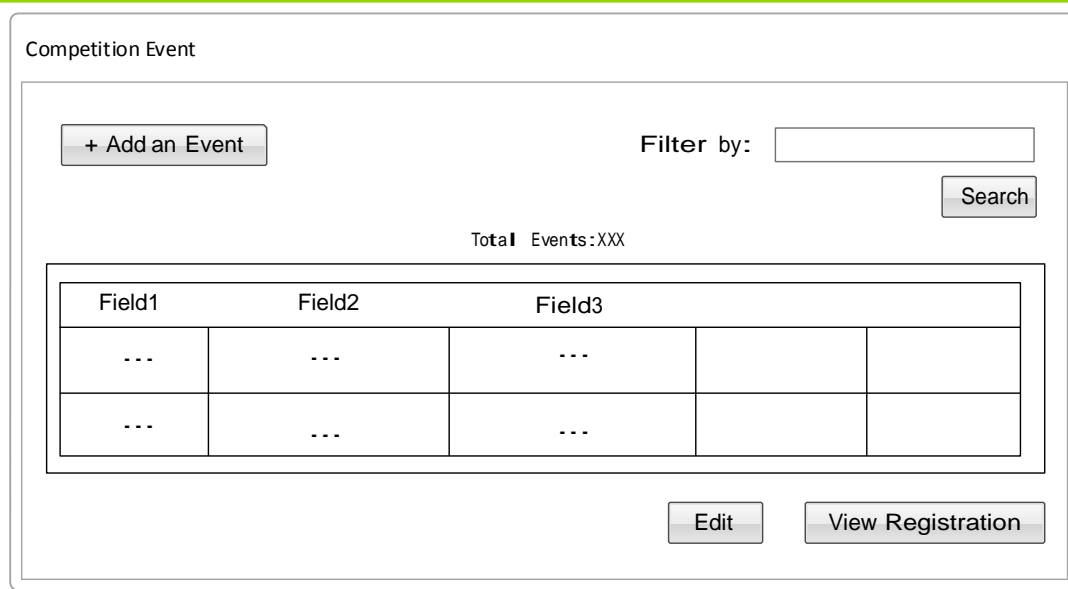 Competition Event
+ Add an Event
Filter by:
Search
Total Events:XXX
Field1 Field2 Field3
--- --- ---
--- --- ---
Edit View Registration